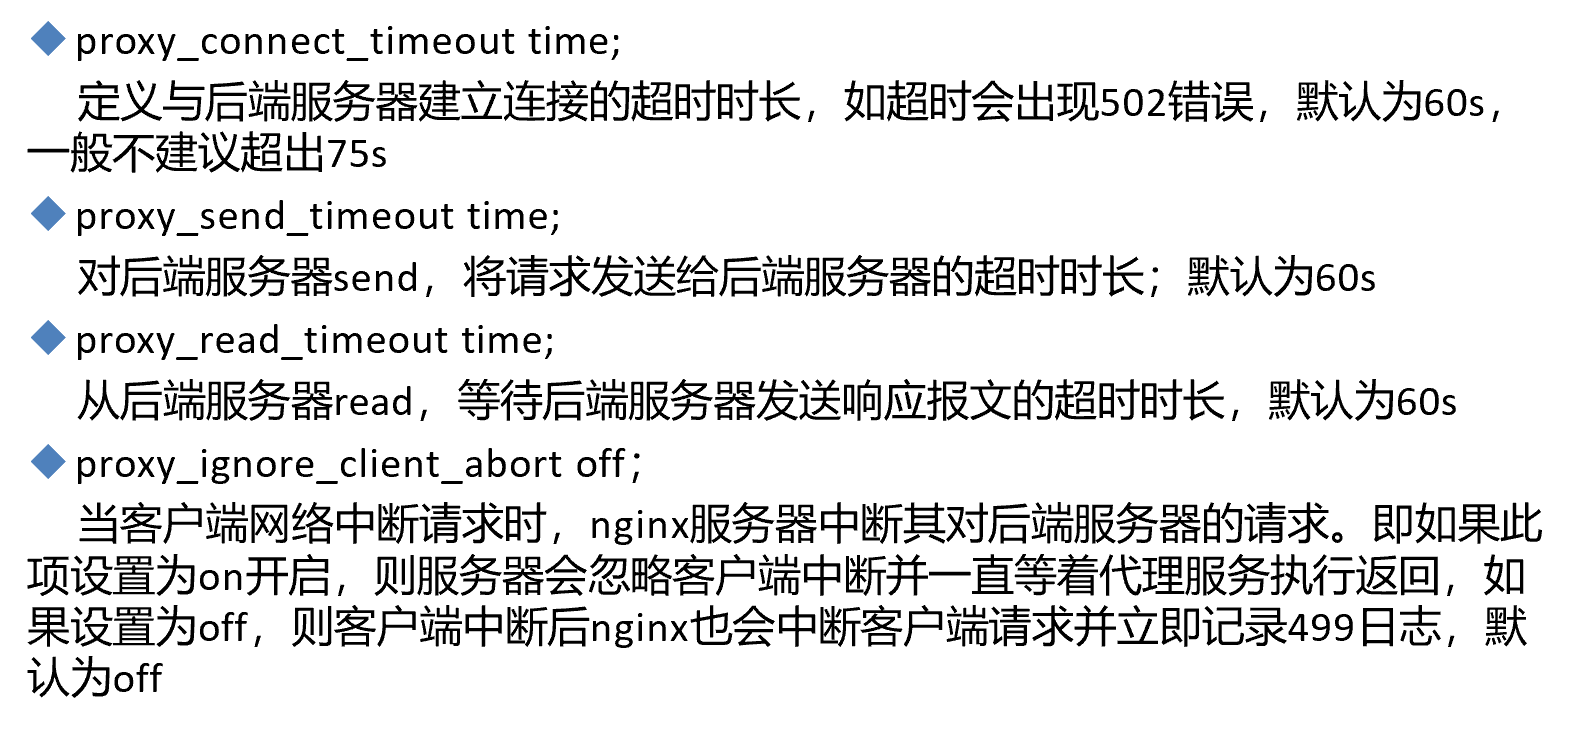 proxy_connect_timeout time;
定义与后端服务器建立连接的超时时长，如超时会出现502错误，默认为60s，
一般不建议超出75s
proxy_send_timeout time;
对后端服务器send，将请求发送给后端服务器的超时时长；默认为60s
proxy_read_timeout time;
从后端服务器read，等待后端服务器发送响应报文的超时时长，默认为60s
proxy_ignore_client_abort off；
当客户端网络中断请求时，nginx服务器中断其对后端服务器的请求。即如果此
项设置为on开启，则服务器会忽略客户端中断并一直等着代理服务执行返回，如
果设置为off，则客户端中断后nginx也会中断客户端请求并立即记录499日志，默
认为off